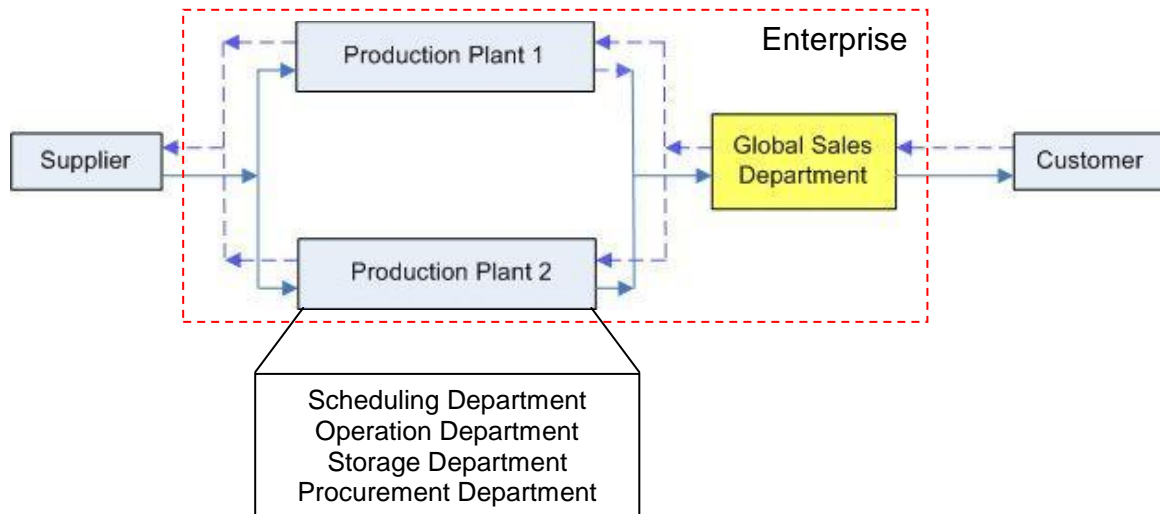 Enterprise
Production Plant 1
Supplier
Global Sales
Department
Customer
Production Plant 2
Scheduling Department
Operation Department
Storage Department
Procurement Department